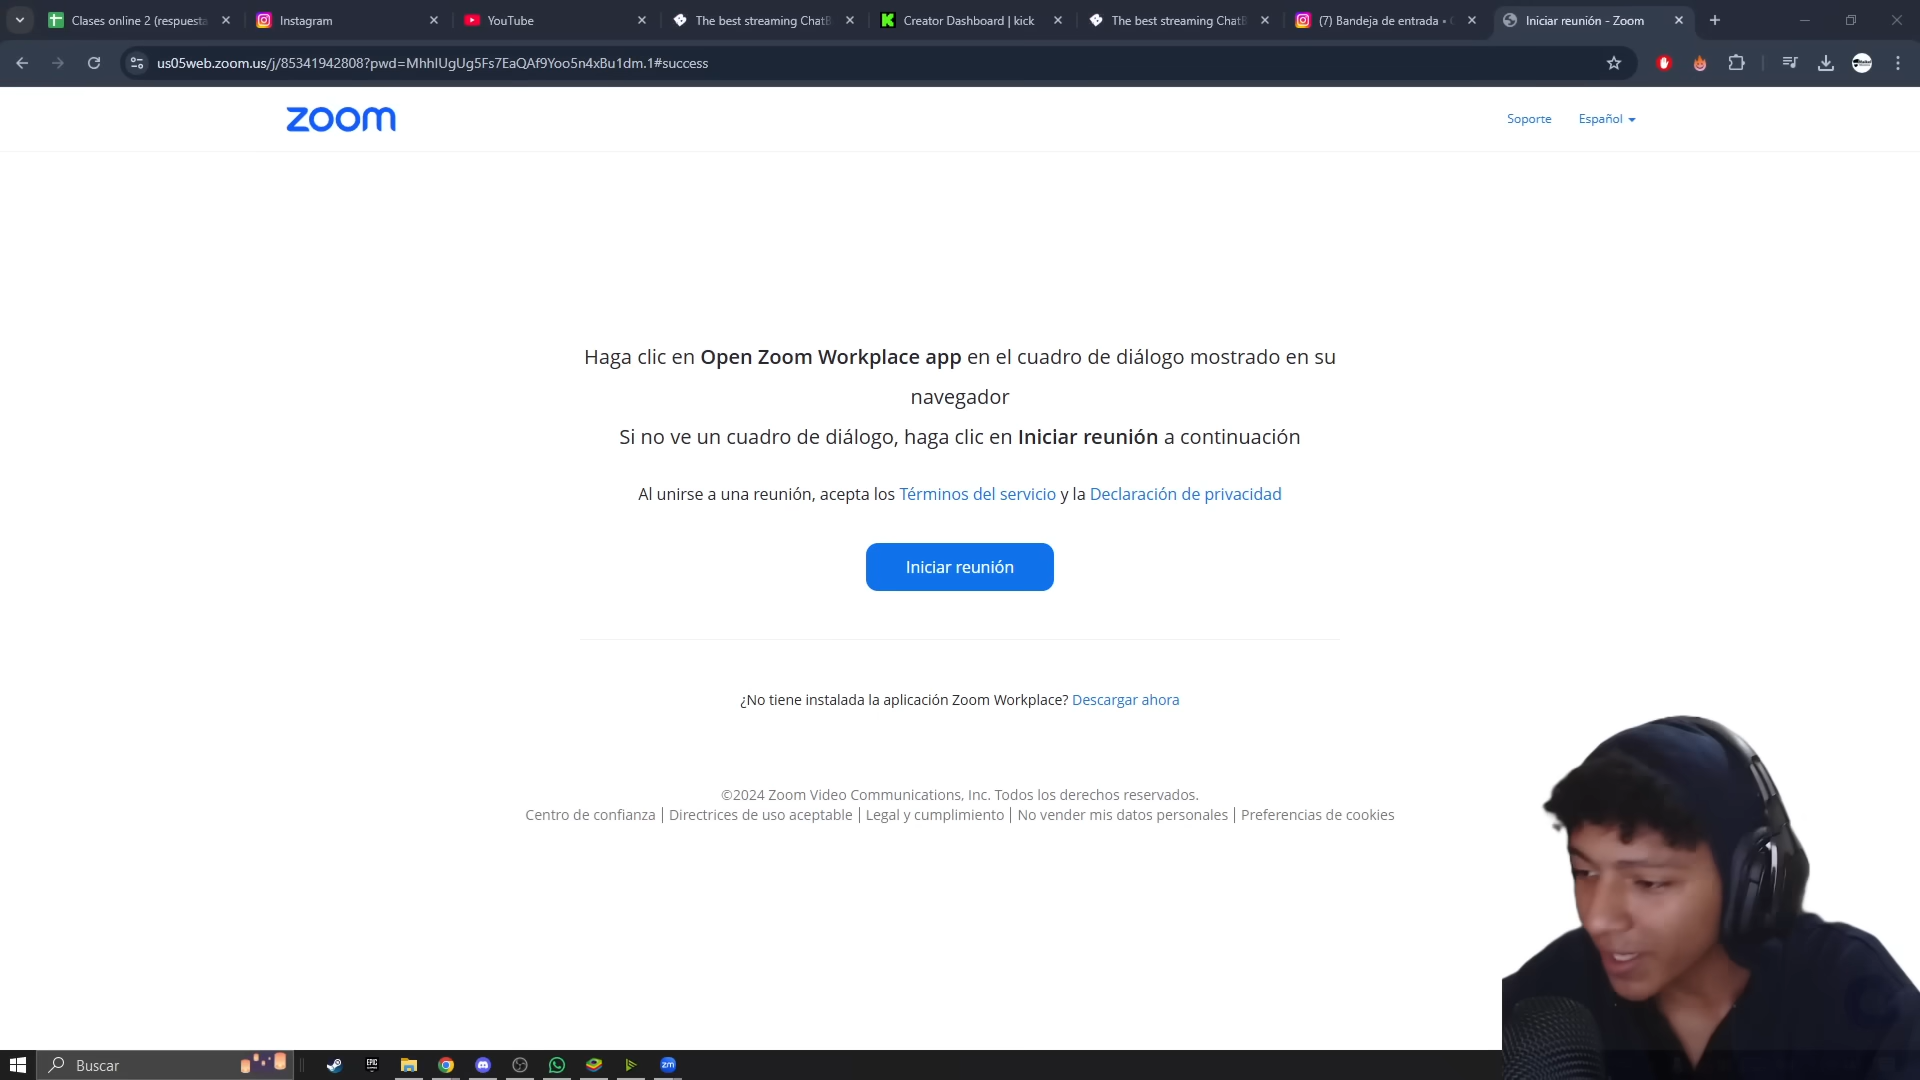 Clases online 2 (respuesta
Instagram
YouTube
The best streaming ChatB
Creator Dashboard | kick
The best streaming ChatB
(7) Bandeja de entrada •
Iniciar reunión - Zoom
us05web.zoom.us/j/85341942808?pwd=MhhlUgUg5Fs7EaQAf9Yoo5n4xBu1dm.1#success
zoom
Soporte
Español
Haga clic en Open Zoom Workplace app en el cuadro de diálogo mostrado en su
navegador
Si no ve un cuadro de diálogo, haga clic en Iniciar reunión a continuación
Al unirse a una reunión, acepta los Términos del servicio y la Declaración de privacidad
Iniciar reunión
¿No tiene instalada la aplicación Zoom Workplace? Descargar ahora
©2024 Zoom Video Communications, Inc. Todos los derechos reservados.
Centro de confianza | Directrices de uso aceptable | Legal y cumplimiento | No vender mis datos personales | Preferencias de cookies
Buscar
EPIC
zm